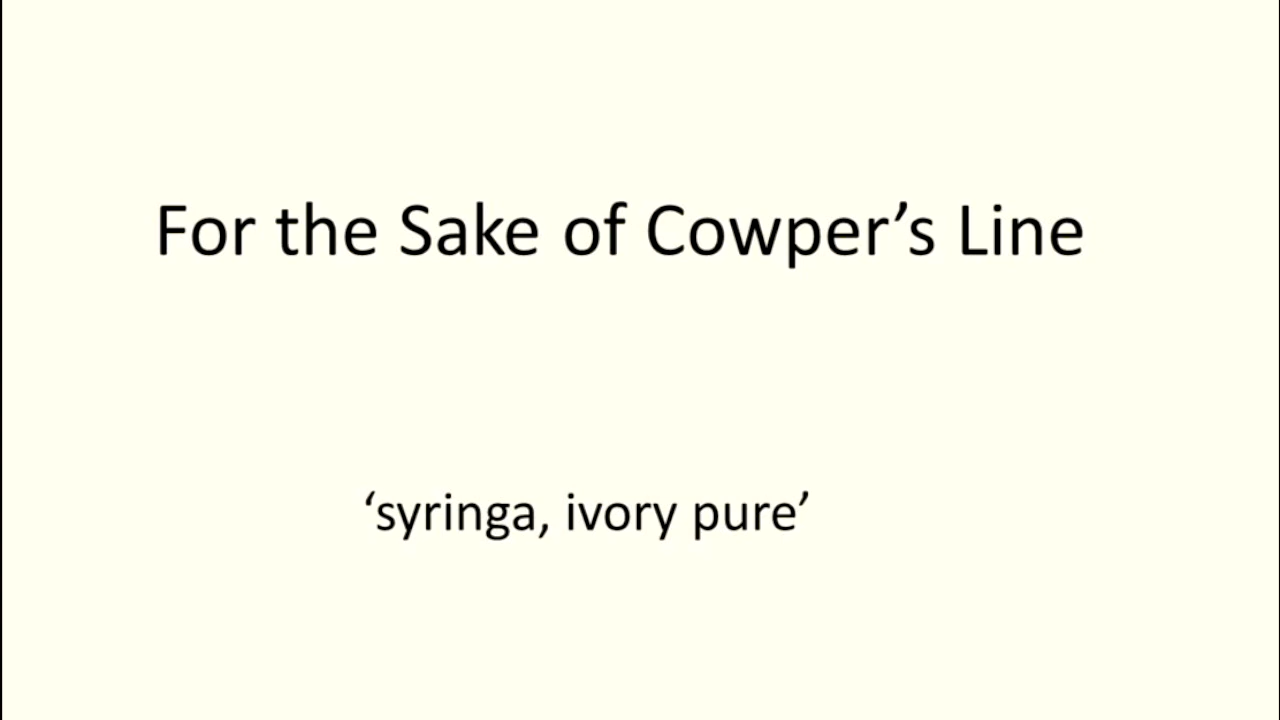 For the Sake of Cowper’s Line
‘syringa, ivory pure’